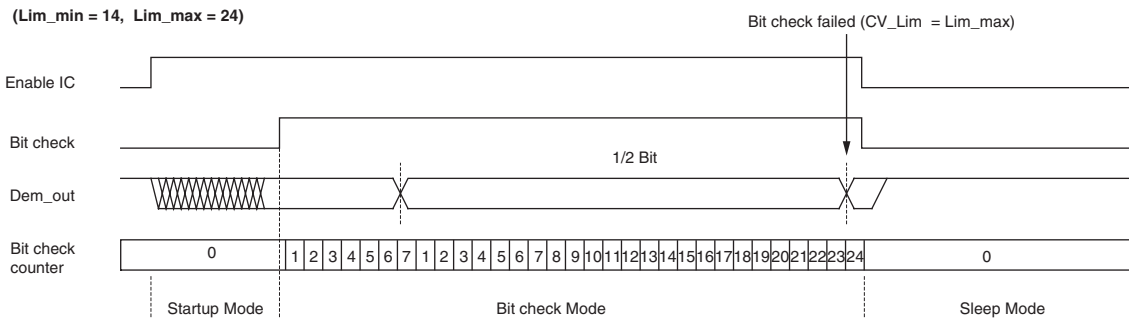 (Lim_min = 14, Lim_max = 24)
Bit check failed (CV_Lim = Lim_max)
Enable IC
Bit check
1/2 Bit
Dem_out
Bit check
counter
0 1 2 3 4 5 6 7 1 2 3 4 5 6 7 8 9 10 11 12 13 14 15 16 17 18 19 20 21 22 23 24 0
Startup Mode Bit check Mode Sleep Mode